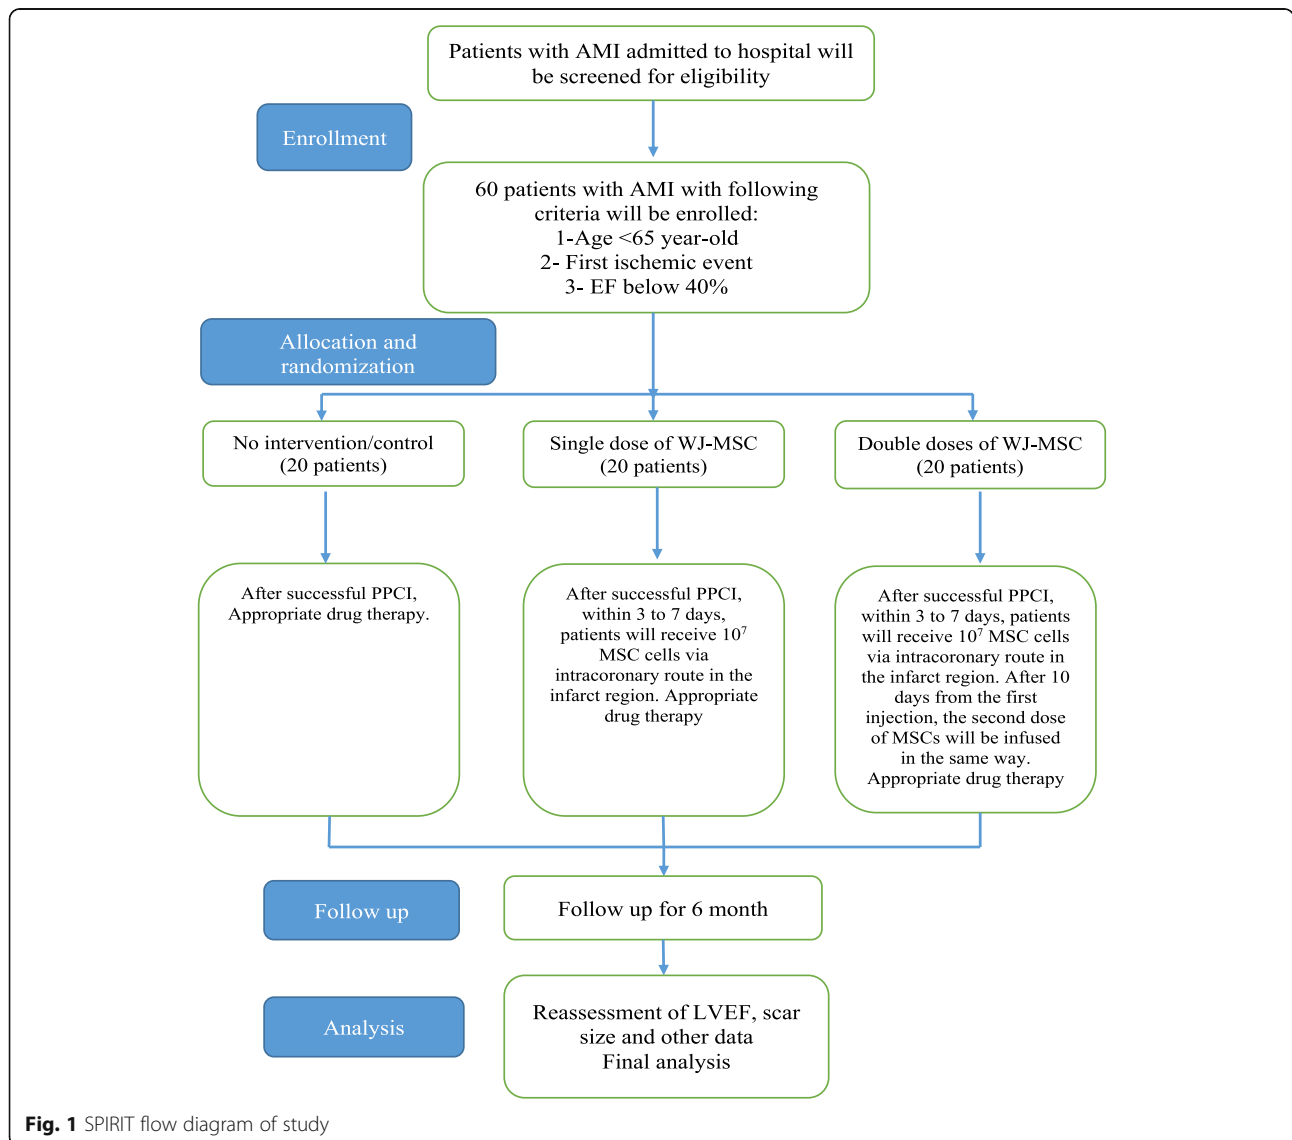 Patients with AMI admitted to hospital will
be screened for eligibility
Enrollment
60 patients with AMI with following
criteria will be enrolled:
1-Age <65 year-old
2- First ischemic event
3- EF below 40%
Allocation and
randomization
No intervention/control
(20 patients)
Single dose of WJ-MSC
(20 patients)
Double doses of WJ-MSC
(20 patients)
After successful PPCI,
Appropriate drug therapy.
After successful PPCI,
within 3 to 7 days,
patients will receive 10⁷
MSC cells via
intracoronary route in the
infarct region. Appropriate
drug therapy
After successful PPCI,
within 3 to 7 days, patients
will receive 10⁷ MSC cells
via intracoronary route in
the infarct region. After 10
days from the first
injection, the second dose
of MSCs will be infused
in the same way.
Appropriate drug therapy
Follow up
Follow up for 6 month
Analysis
Reassessment of LVEF, scar
size and other data
Final analysis
Fig. 1 SPIRIT flow diagram of study